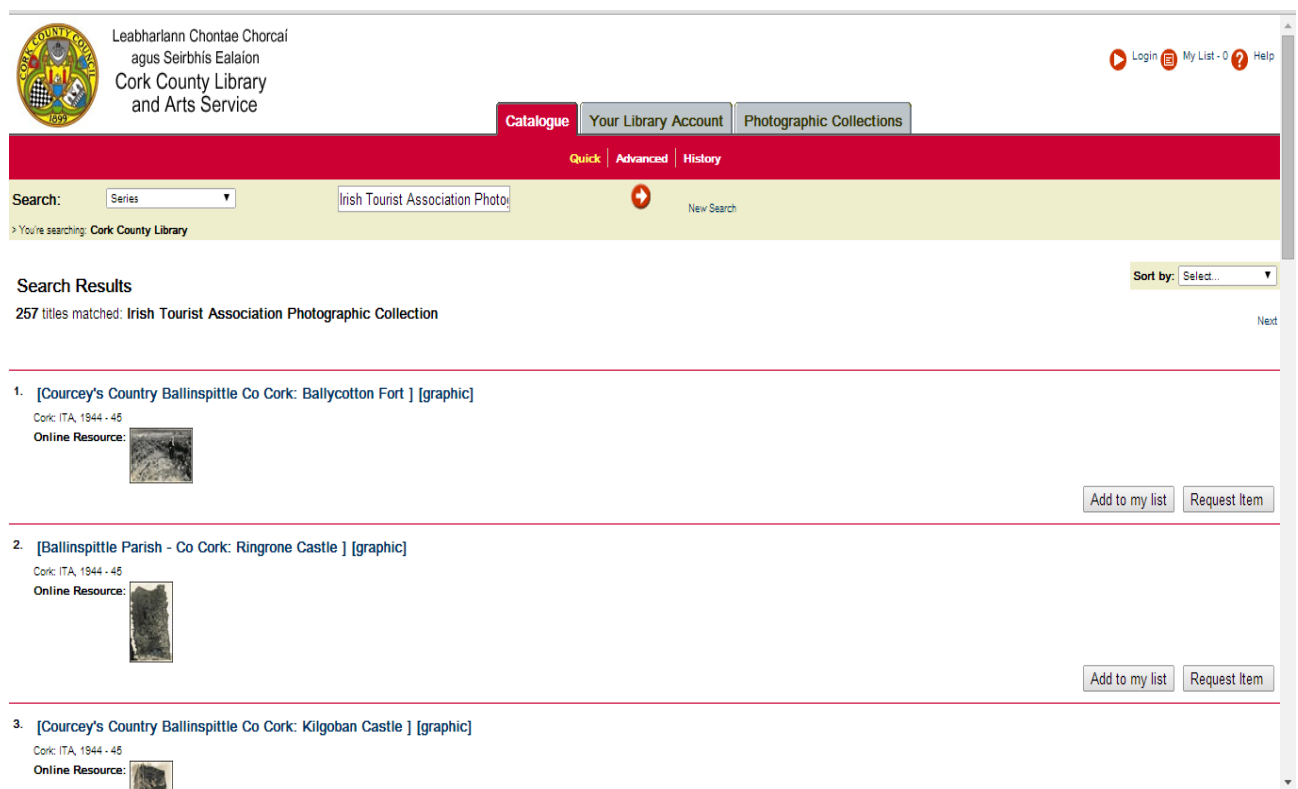 COUNTY COUNCIL
CORK
1899
Leabharlann Chontae Chorcaí
agus Seirbhís Ealaíon
Cork County Library
and Arts Service
Login My List - 0 ? Help
Catalogue Your Library Account Photographic Collections
Quick Advanced History
Search: Series Irish Tourist Association Photo New Search
> You're searching: Cork County Library
Sort by: Select...
Search Results
257 titles matched: Irish Tourist Association Photographic Collection
Next
1. [Courcey's Country Ballinspittle Co Cork: Ballycotton Fort ] [graphic]
Cork: ITA, 1944 - 45
Online Resource:
Add to my list Request Item
2. [Ballinspittle Parish - Co Cork: Ringrone Castle ] [graphic]
Cork: ITA, 1944 - 45
Online Resource:
Add to my list Request Item
3. [Courcey's Country Ballinspittle Co Cork: Kilgoban Castle ] [graphic]
Cork: ITA, 1944 - 45
Online Resource: